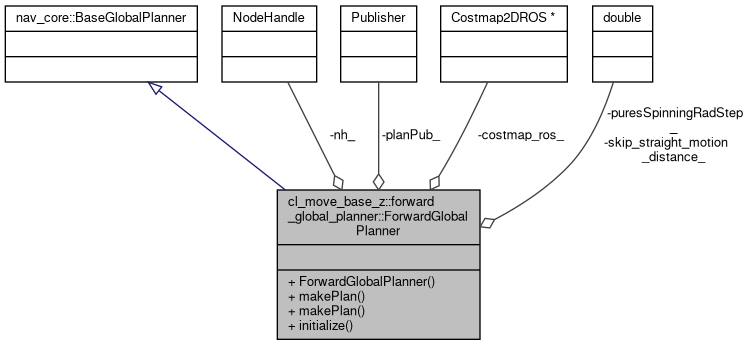 nav_core::BaseGlobalPlanner
NodeHandle
Publisher
Costmap2DROS *
double
-nh_
-planPub_
-costmap_ros_
-puresSpinningRadStep
_
-skip_straight_motion
_distance_
cl_move_base_z::forward
_global_planner::ForwardGlobal
Planner
+ ForwardGlobalPlanner()
+ makePlan()
+ makePlan()
+ initialize()